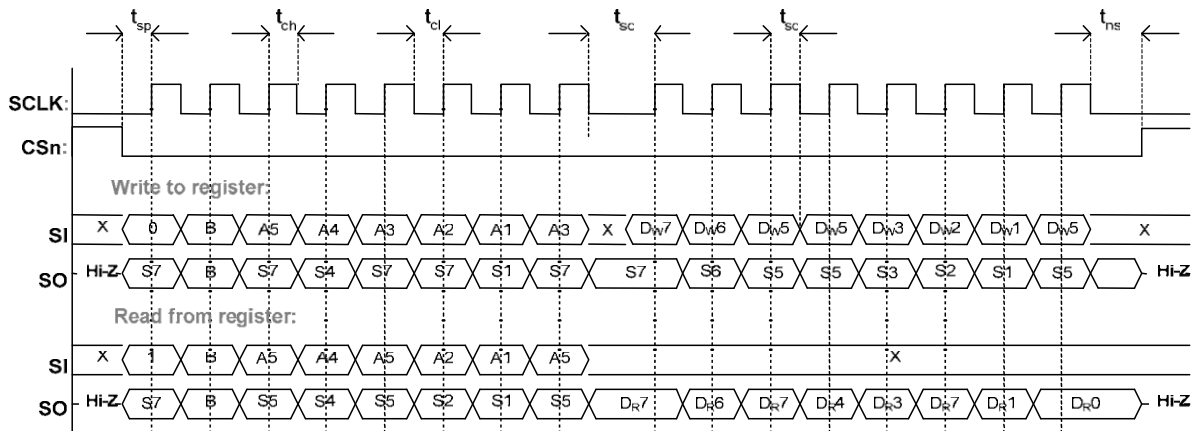 tsp tch tcl tsc tsc tns
SCLK:
CSn:
Write to register:
SI X 0 B A5 A4 A3 A2 A1 A3 X DW7 DW6 DW5 DW5 DW3 DW2 DW1 DW5 X
SO Hi-Z S7 B S7 S4 S7 S7 S1 S7 S7 S6 S5 S5 S3 S2 S1 S5 Hi-Z
Read from register:
SI X 1 B A5 A4 A5 A2 A1 A5 X
SO Hi-Z S7 B S5 S4 S5 S2 S1 S5 DR7 DR6 DR7 DR4 DR3 DR7 DR1 DR0 Hi-Z